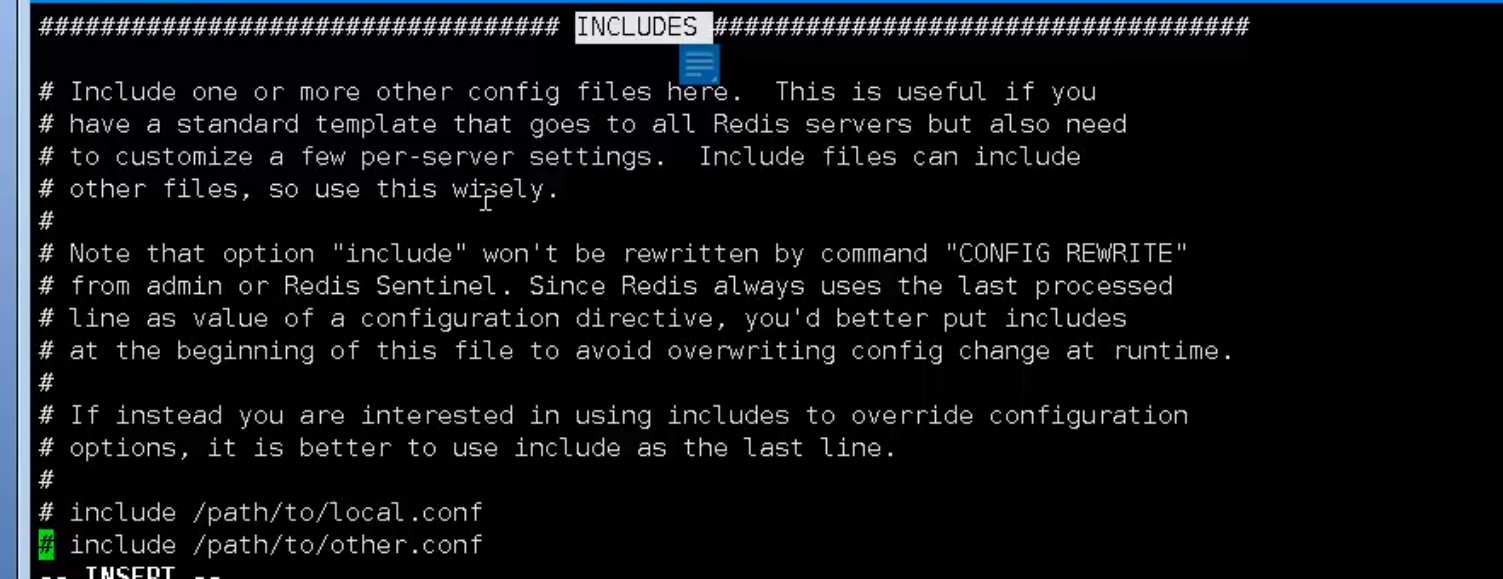 ################################## INCLUDES ###################################
# Include one or more other config files here.  This is useful if you
# have a standard template that goes to all Redis servers but also need
# to customize a few per-server settings.  Include files can include
# other files, so use this wisely.
#
# Note that option "include" won't be rewritten by command "CONFIG REWRITE"
# from admin or Redis Sentinel. Since Redis always uses the last processed
# line as value of a configuration directive, you'd better put includes
# at the beginning of this file to avoid overwriting config change at runtime.
#
# If instead you are interested in using includes to override configuration
# options, it is better to use include as the last line.
#
# include /path/to/local.conf
# include /path/to/other.conf
-- INSERT --